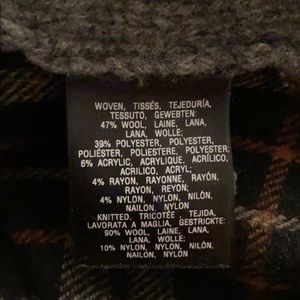 WOVEN, TISSÉS, TEJEDURÍA,
TESSUTO, GEWEBTEN:
47% WOOL, LAINE, LANA,
LANA, WOLLE;
39% POLYESTER, POLYESTER,
POLIÉSTER, POLIESTERE, POLYESTER;
6% ACRYLIC, ACRYLIQUE, ACRÍLICO,
ACRILICO, ACRYL;
4% RAYON, RAYONNE, RAYÓN,
RAYON, REYON;
4% NYLON, NYLON, NILÓN,
NAILON, NYLON
KNITTED, TRICOTÉE, TEJIDA,
LAVORATA A MAGLIA, GESTRICKTE:
90% WOOL, LAINE, LANA,
LANA, WOLLE;
10% NYLON, NYLON, NILÓN,
NAILON, NYLON